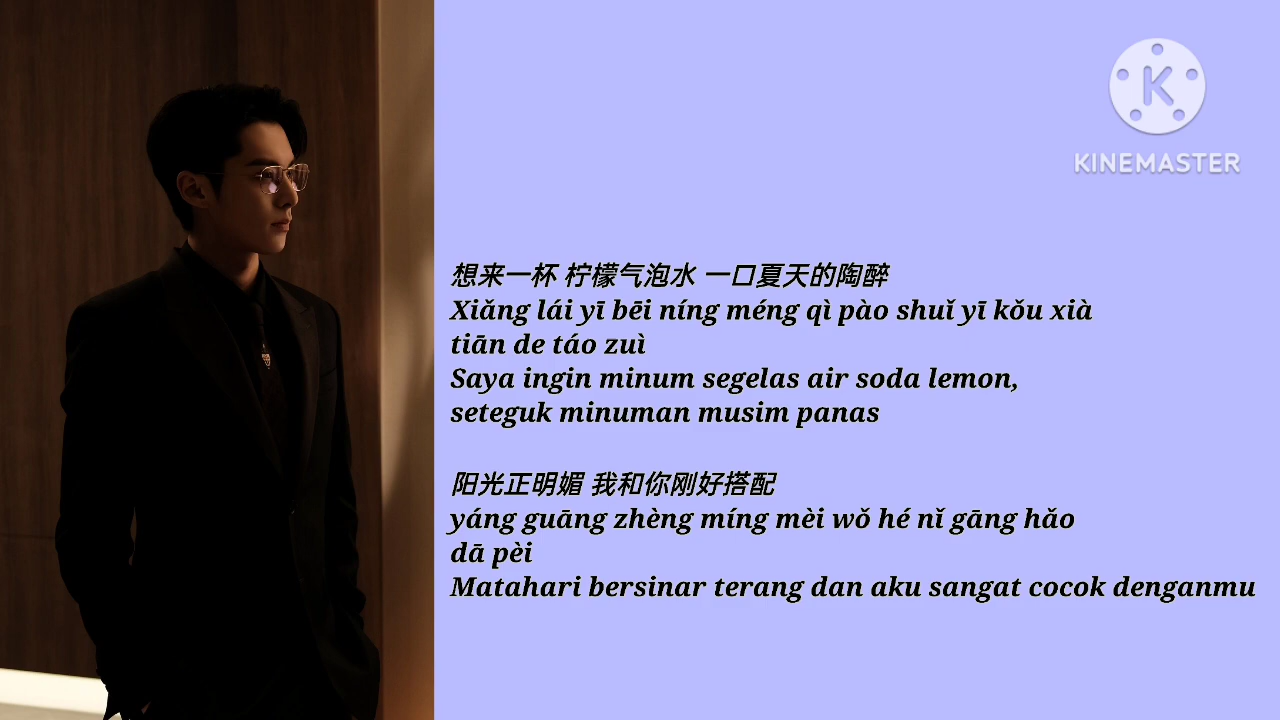 K
KINEMASTER
想来一杯 柠檬气泡水 一口夏天的陶醉
Xiǎng lái yī bēi níng méng qì pào shuǐ yī kǒu xià
tiān de táo zuì
Saya ingin minum segelas air soda lemon,
seteguk minuman musim panas
阳光正明媚 我和你刚好搭配
yáng guāng zhèng míng mèi wǒ hé nǐ gāng hǎo
dā pèi
Matahari bersinar terang dan aku sangat cocok denganmu